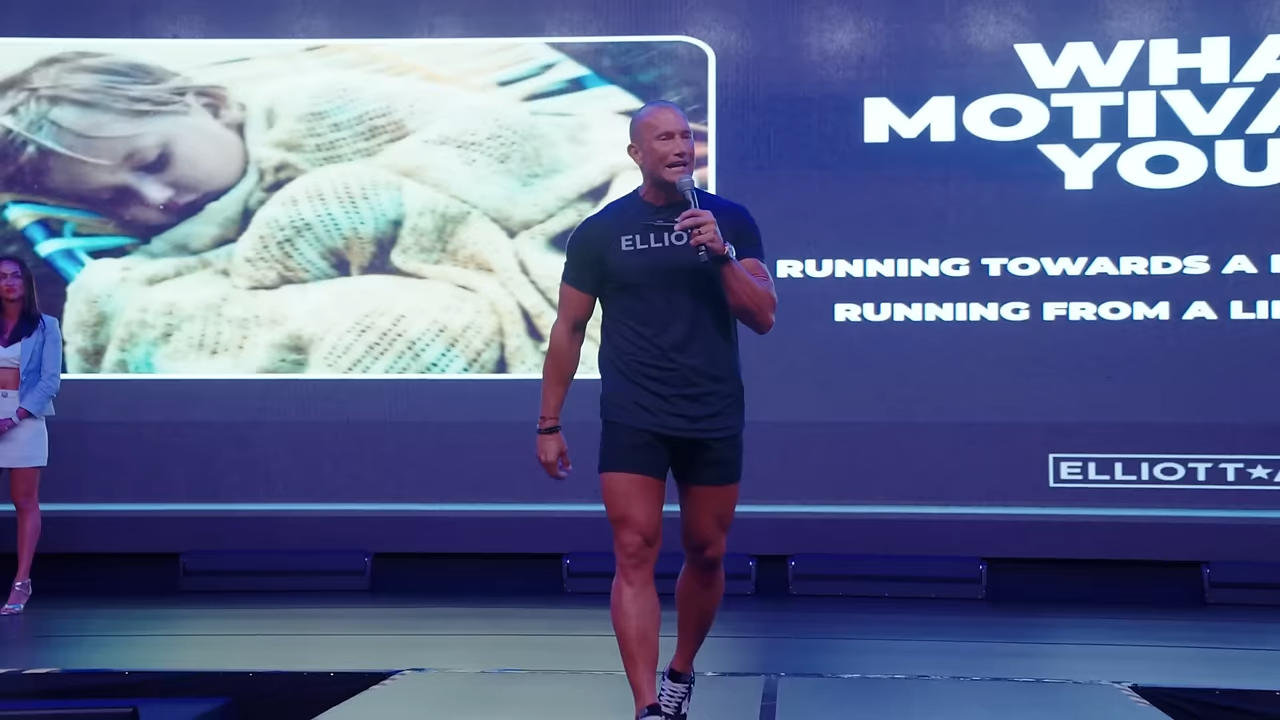 WHA
MOTIVA
YOU
RUNNING TOWARDS A
RUNNING FROM A LI
ELLIOTT★
ELLIO